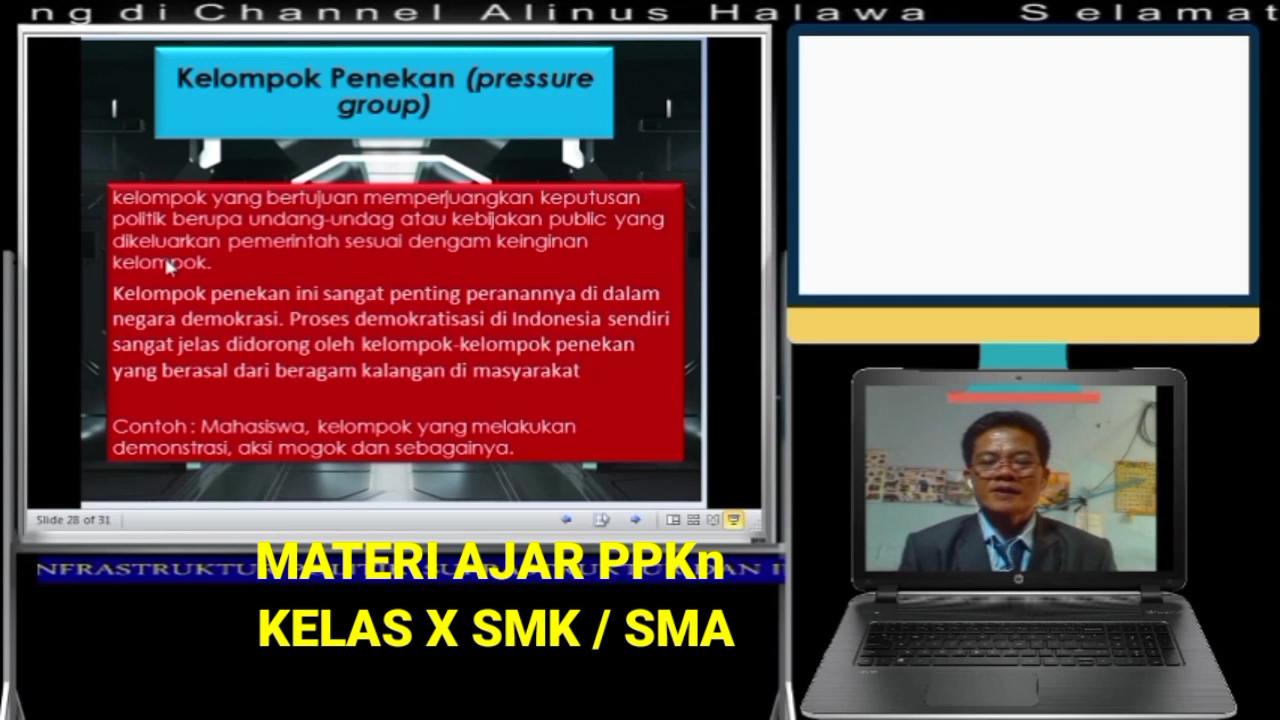 ng di Channel Alinus Halawa Selamat
Kelompok Penekan (pressure
group)
kelompok yang bertujuan memperjuangkan keputusan
politik berupa undang-undag atau kebijakan public yang
dikeluarkan pemerintah sesuai dengam keinginan
kelompok.
Kelompok penekan ini sangat penting peranannya di dalam
negara demokrasi. Proses demokratisasi di Indonesia sendiri
sangat jelas didorong oleh kelompok-kelompok penekan
yang berasal dari beragam kalangan di masyarakat
Contoh : Mahasiswa, kelompok yang melakukan
demonstrasi, aksi mogok dan sebagainya.
Slide 28 of 31
MATERI AJAR PPKn
KELAS X SMK / SMA